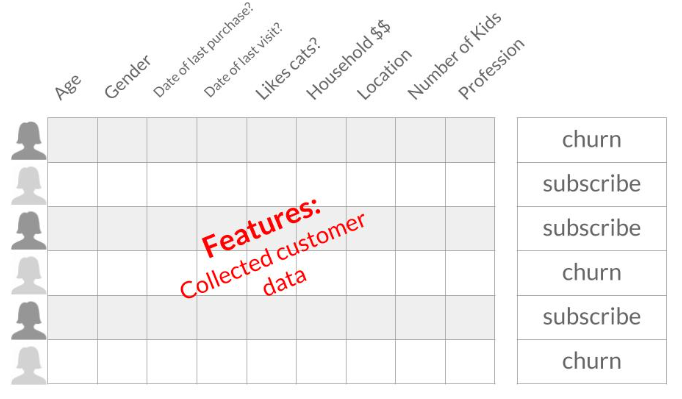 Age
Gender
Date of last purchase?
Date of last visit?
Likes cats?
Household $$
Location
Number of Kids
Profession
churn
subscribe
subscribe
churn
subscribe
churn
Features:
Collected customer
data